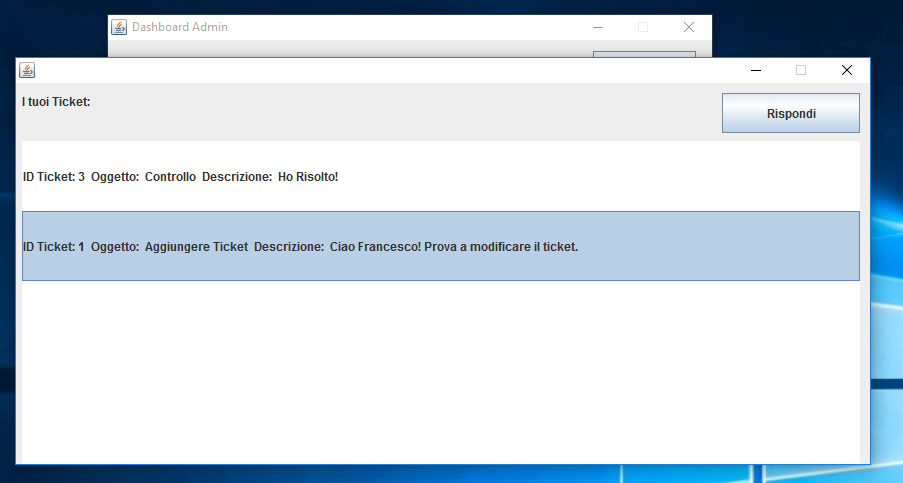 Dashboard Admin
I tuoi Ticket:
Rispondi
ID Ticket: 3 Oggetto: Controllo Descrizione: Ho Risolto!
ID Ticket: 1 Oggetto: Aggiungere Ticket Descrizione: Ciao Francesco! Prova a modificare il ticket.